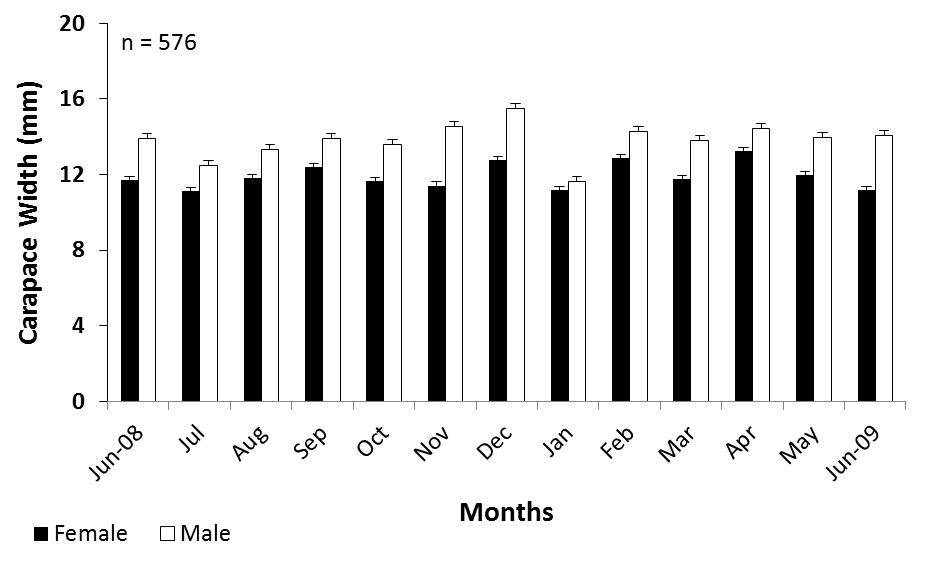 n = 576
Carapace Width (mm)
20
16
12
8
4
0
Jun-08 Jul Aug Sep Oct Nov Dec Jan Feb Mar Apr May Jun-09
Months
Female Male